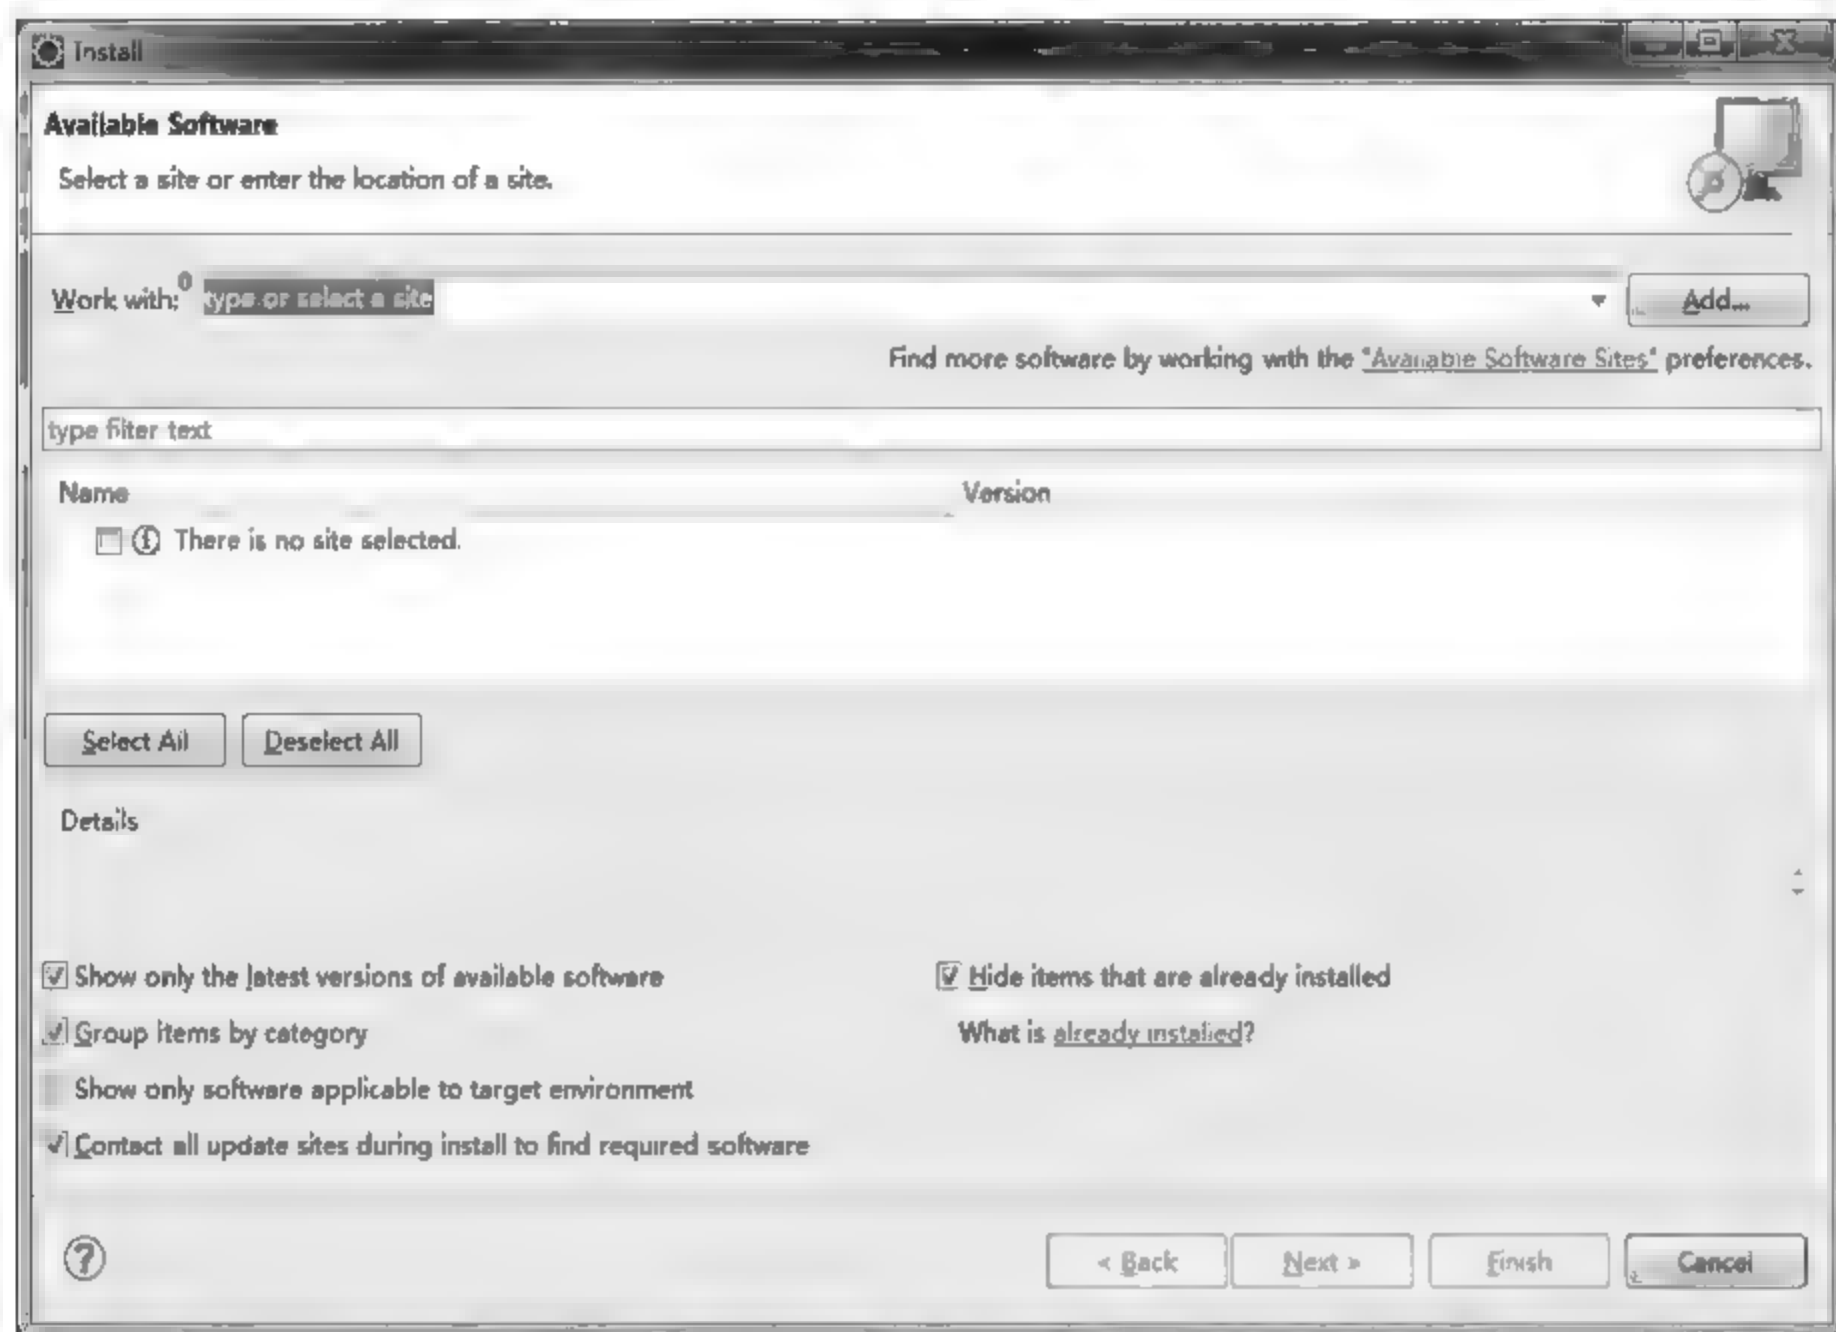 Install
Available Software
Select a site or enter the location of a site.
Work with: type or select a site Add...
Find more software by working with the "Available Software Sites" preferences.
type filter text
Name Version
There is no site selected.
Select All Deselect All
Details
Show only the latest versions of available software Hide items that are already installed
Group items by category What is already installed?
Show only software applicable to target environment
Contact all update sites during install to find required software
? < Back Next > Finish Cancel